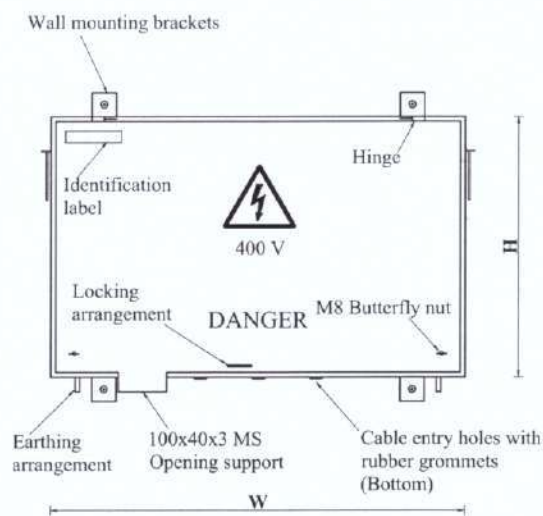 Wall mounting brackets
Hinge
Identification
label
400 V
H
Locking
arrangement
DANGER
M8 Butterfly nut
Earthing
arrangement
100x40x3 MS
Opening support
Cable entry holes with
rubber grommets
(Bottom)
W